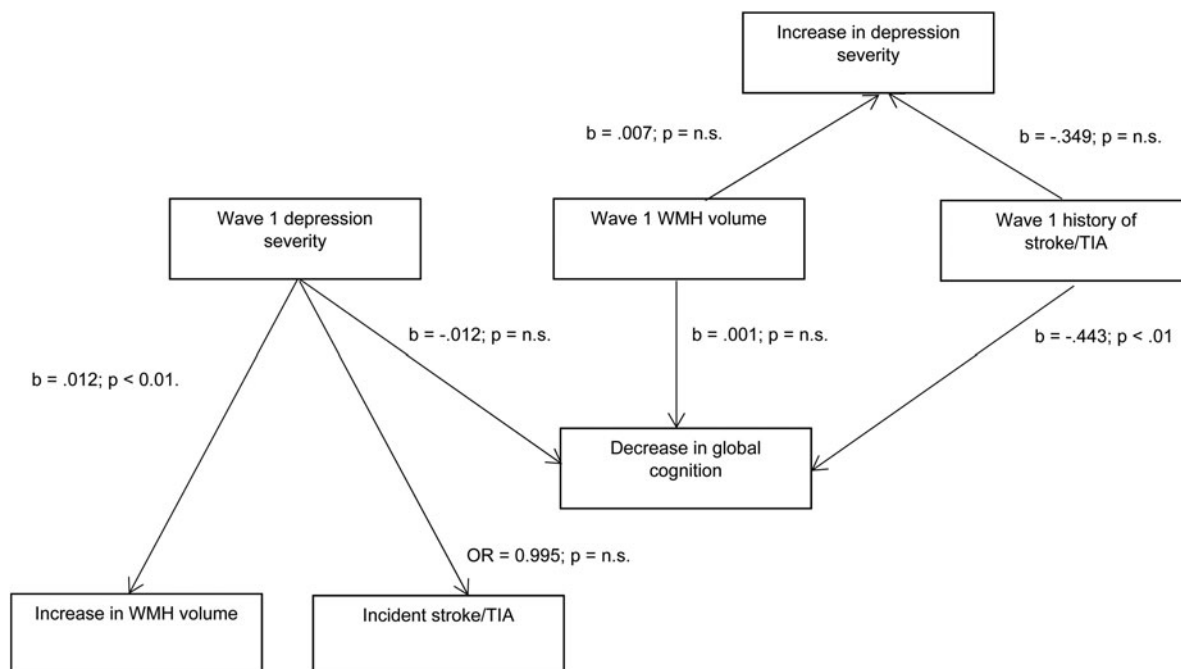 Increase in depression
severity
b = .007; p = n.s.
b = -.349; p = n.s.
Wave 1 depression
severity
Wave 1 WMH volume
Wave 1 history of
stroke/TIA
b = -.012; p = n.s.
b = .001; p = n.s.
b = -.443; p < .01
b = .012; p < 0.01.
Decrease in global
cognition
OR = 0.995; p = n.s.
Increase in WMH volume
Incident stroke/TIA